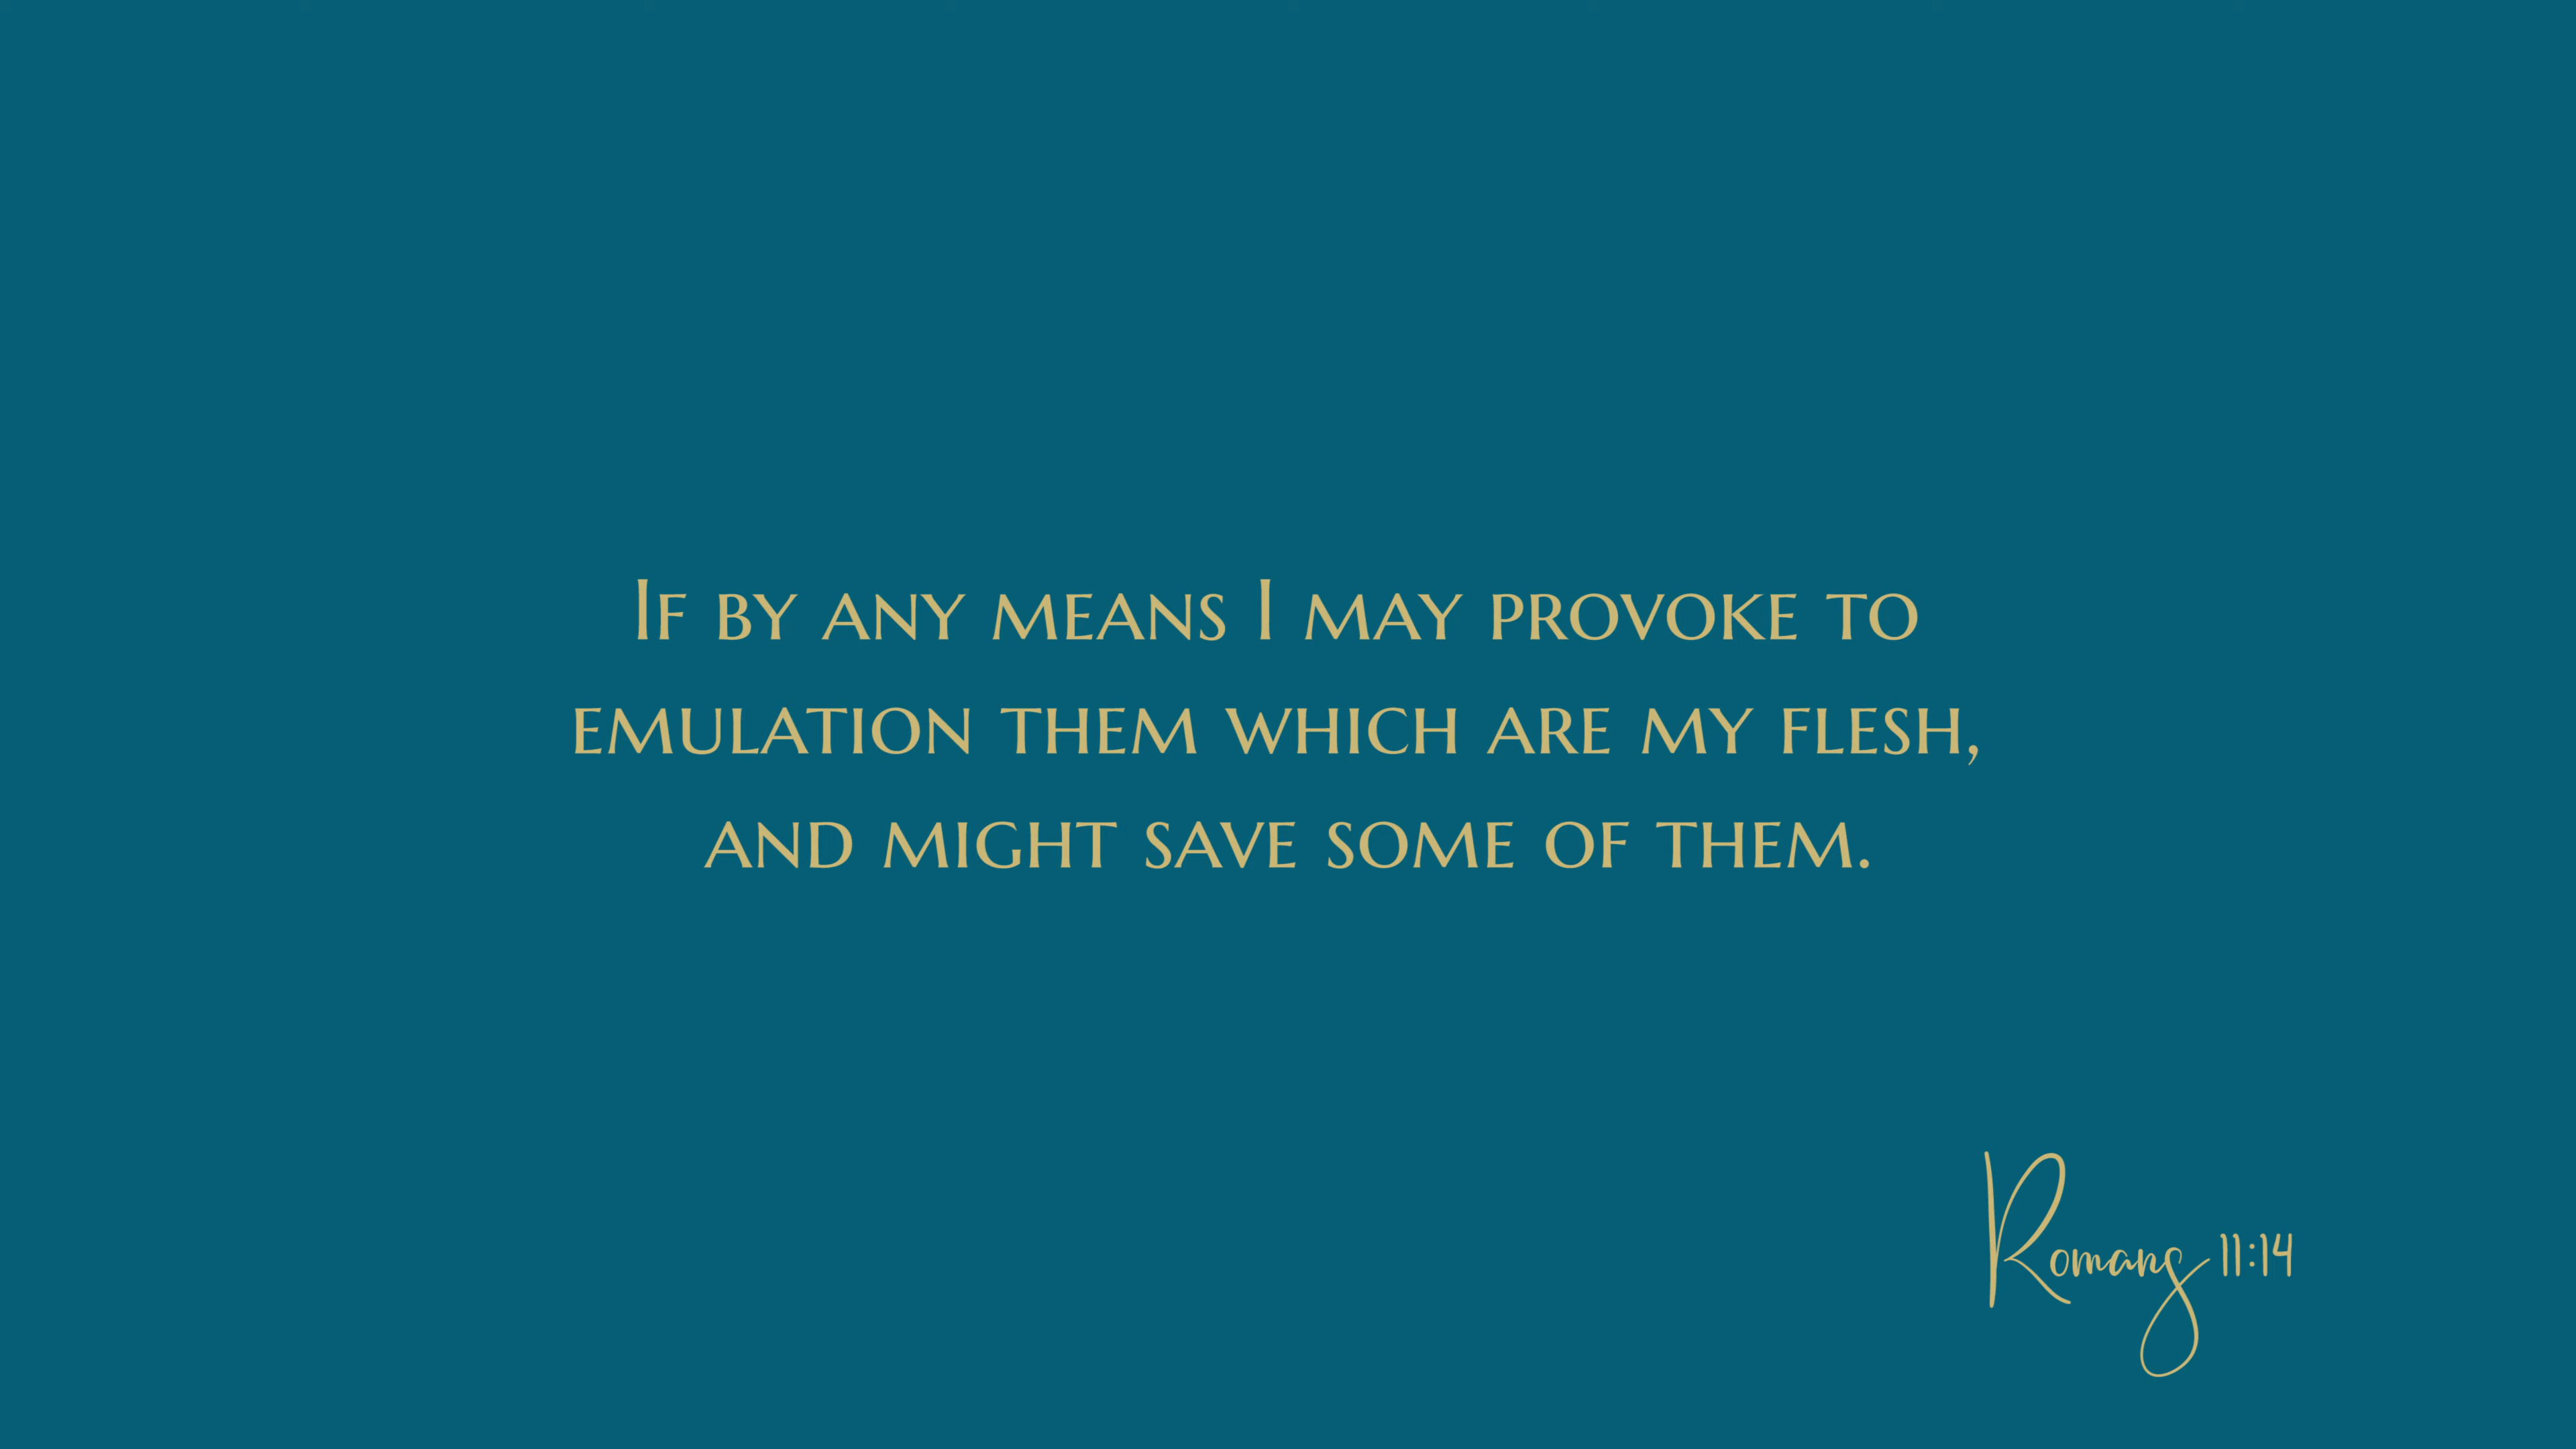 If by any means I may provoke to
emulation them which are my flesh,
and might save some of them.
Romans 11:14